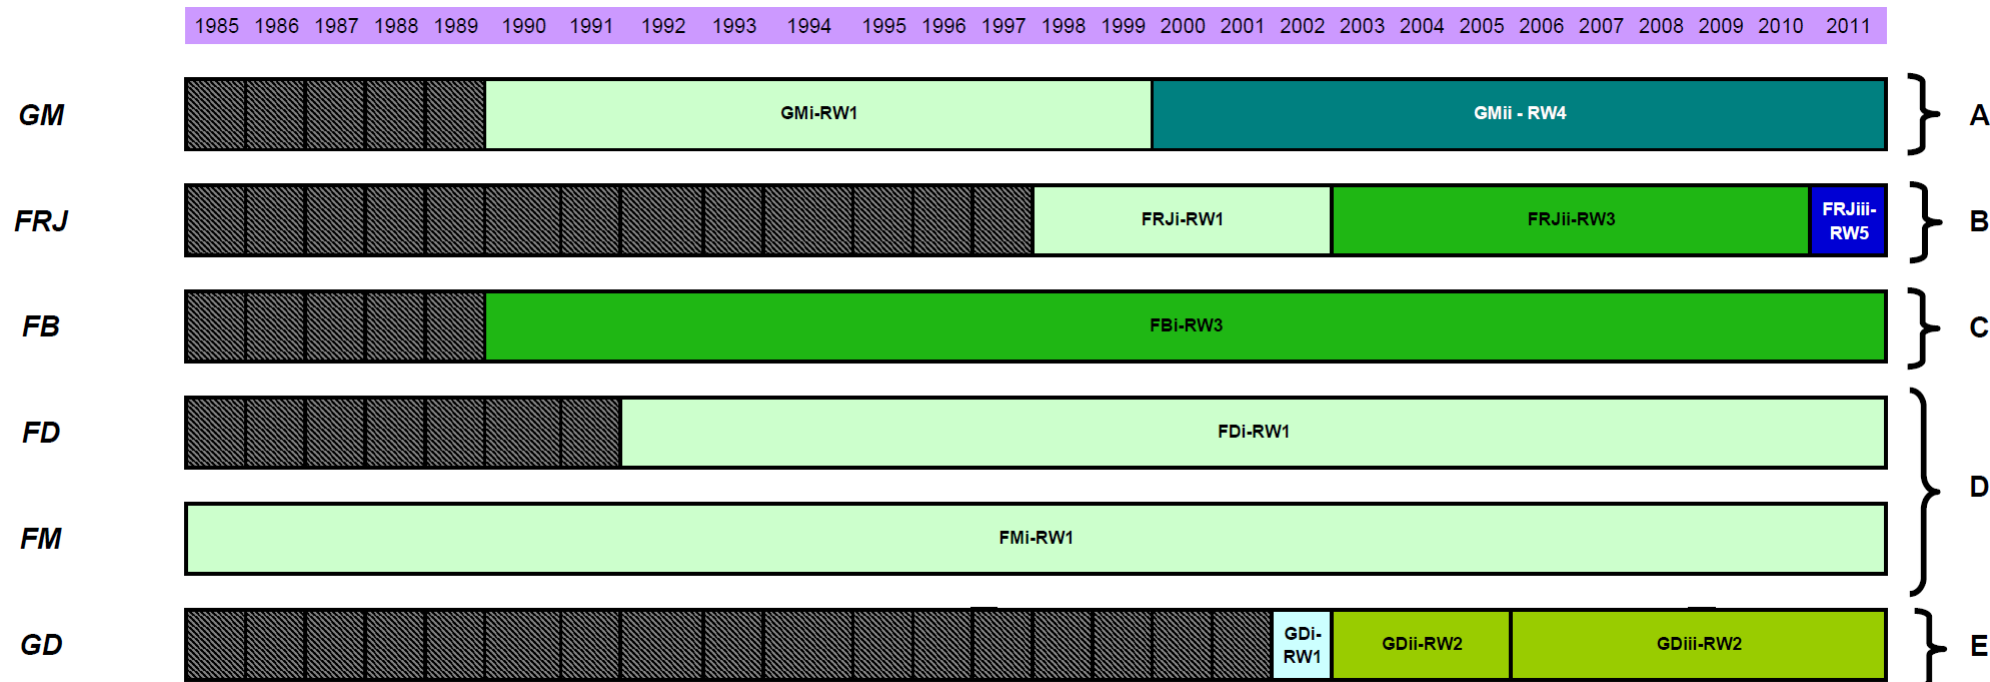 1985 1986 1987 1988 1989 1990 1991 1992 1993 1994 1995 1996 1997 1998 1999 2000 2001 2002 2003 2004 2005 2006 2007 2008 2009 2010 2011
GM GMi-RW1 GMii - RW4 A
FRJ FRJi-RW1 FRJii-RW3 FRJiii-
RW5 B
FB FBi-RW3 C
FD FDi-RW1
D
FM FMi-RW1
GD GDi-
RW1 GDii-RW2 GDiii-RW2 E